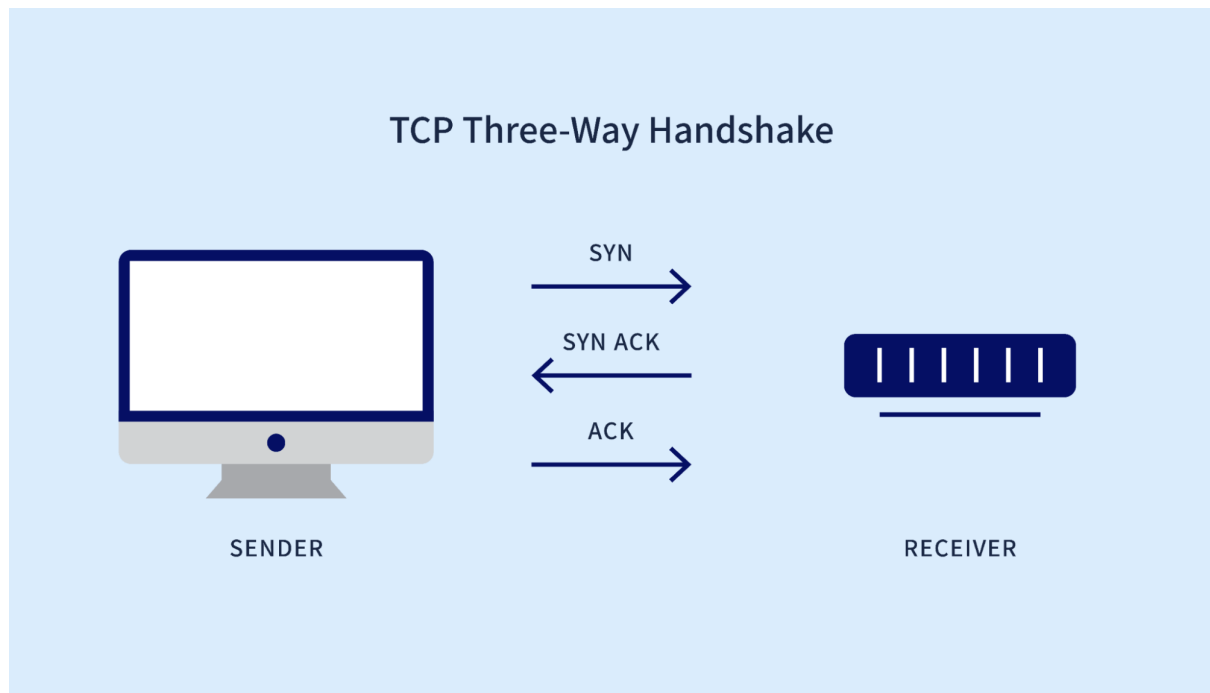 TCP Three-Way Handshake
SYN
SYN ACK
ACK
SENDER
RECEIVER